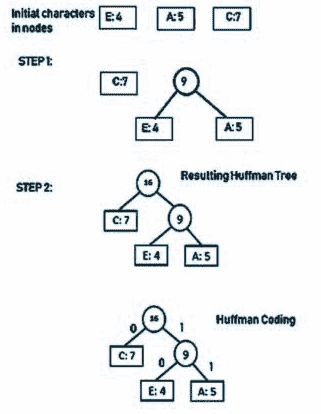 Initial characters
in nodes
E:4 A:5 C:7
STEP 1:
C:7 9
E:4 A:5
STEP 2:
Resulting Huffman Tree
16
C: 7 9
E: 4 A: 5
Huffman Coding
16
0 1
C: 7 9
0 1
E: 4 A: 5